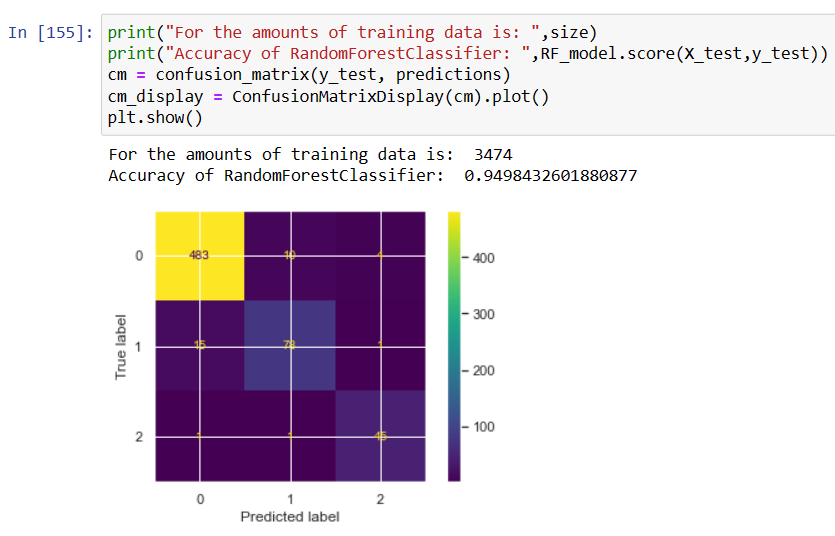 In [155]:
print("For the amounts of training data is: ",size)
print("Accuracy of RandomForestClassifier: ",RF_model.score(X_test,y_test))
cm = confusion_matrix(y_test, predictions)
cm_display = ConfusionMatrixDisplay(cm).plot()
plt.show()
For the amounts of training data is:  3474
Accuracy of RandomForestClassifier:  0.9498432601880877
0 483 10 4
400
300
True label
1 15 78 1
200
100
2 1 1 45
0 1 2
Predicted label